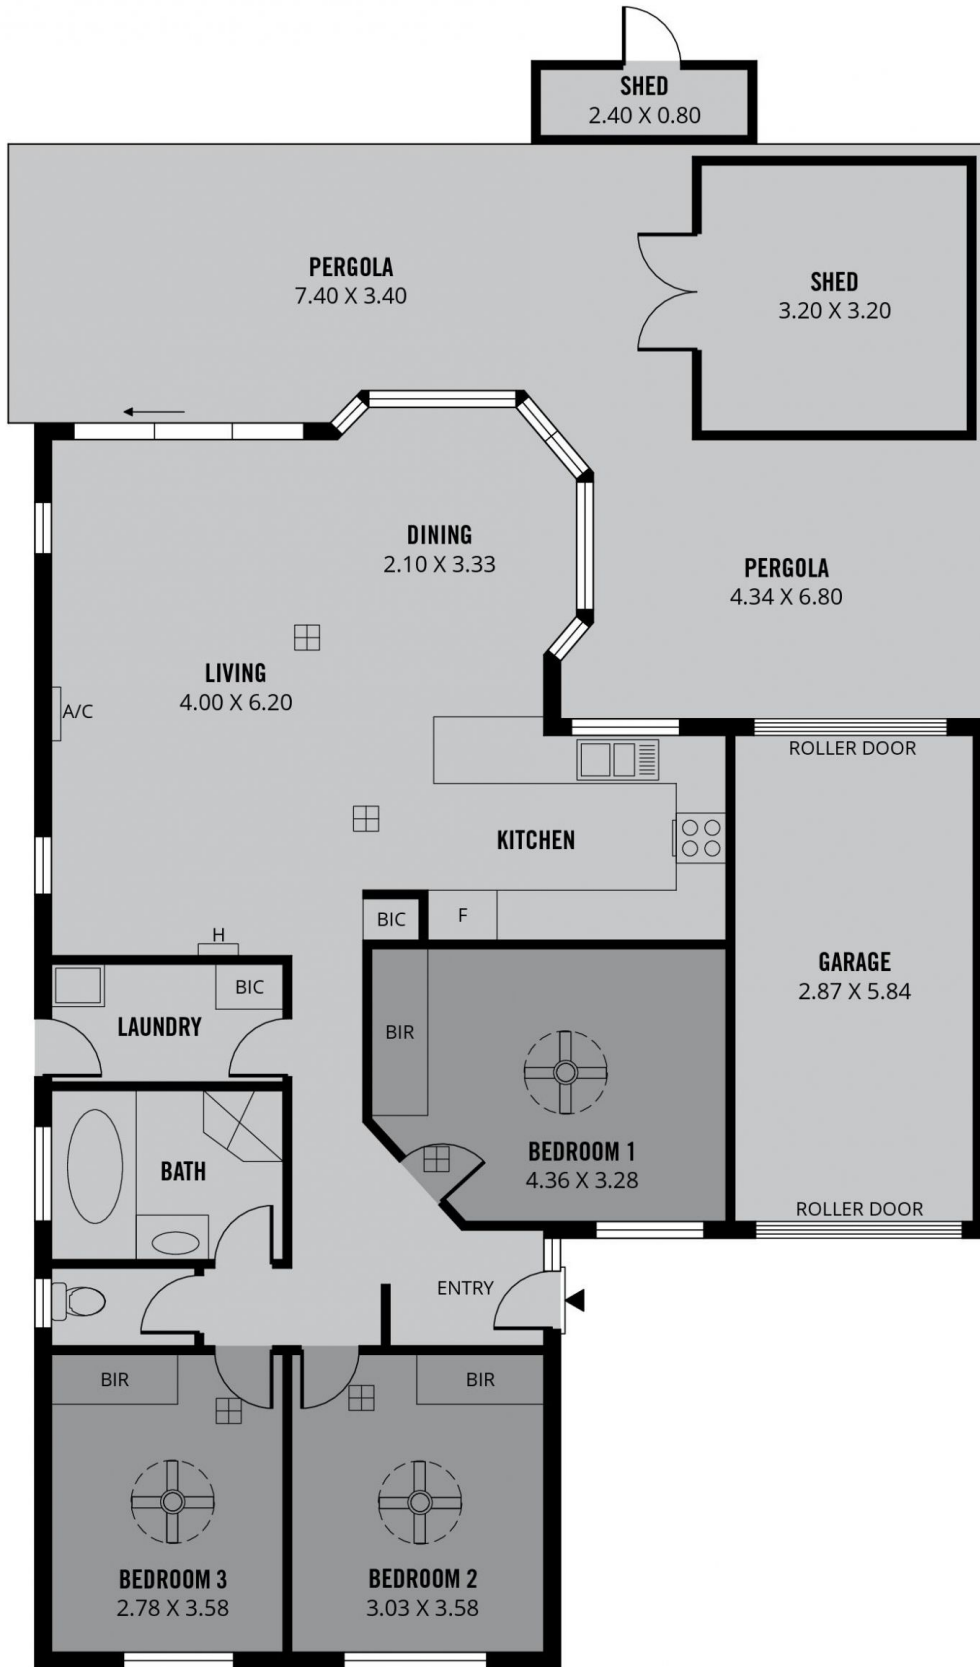 SHED
2.40 X 0.80
PERGOLA
7.40 X 3.40
SHED
3.20 X 3.20
DINING
2.10 X 3.33
PERGOLA
4.34 X 6.80
LIVING
4.00 X 6.20
A/C
ROLLER DOOR
KITCHEN
BIC
F
H
GARAGE
2.87 X 5.84
BIC
LAUNDRY
BIR
BEDROOM 1
4.36 X 3.28
BATH
ROLLER DOOR
ENTRY
BIR
BIR
BEDROOM 3
2.78 X 3.58
BEDROOM 2
3.03 X 3.58